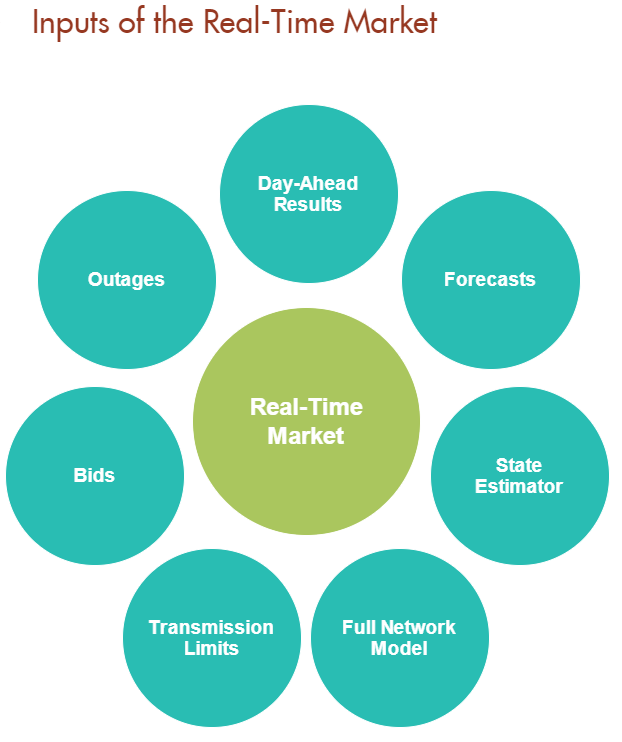 Inputs of the Real-Time Market
Day-Ahead
Results
Outages
Forecasts
Real-Time
Market
Bids
State
Estimator
Transmission
Limits
Full Network
Model